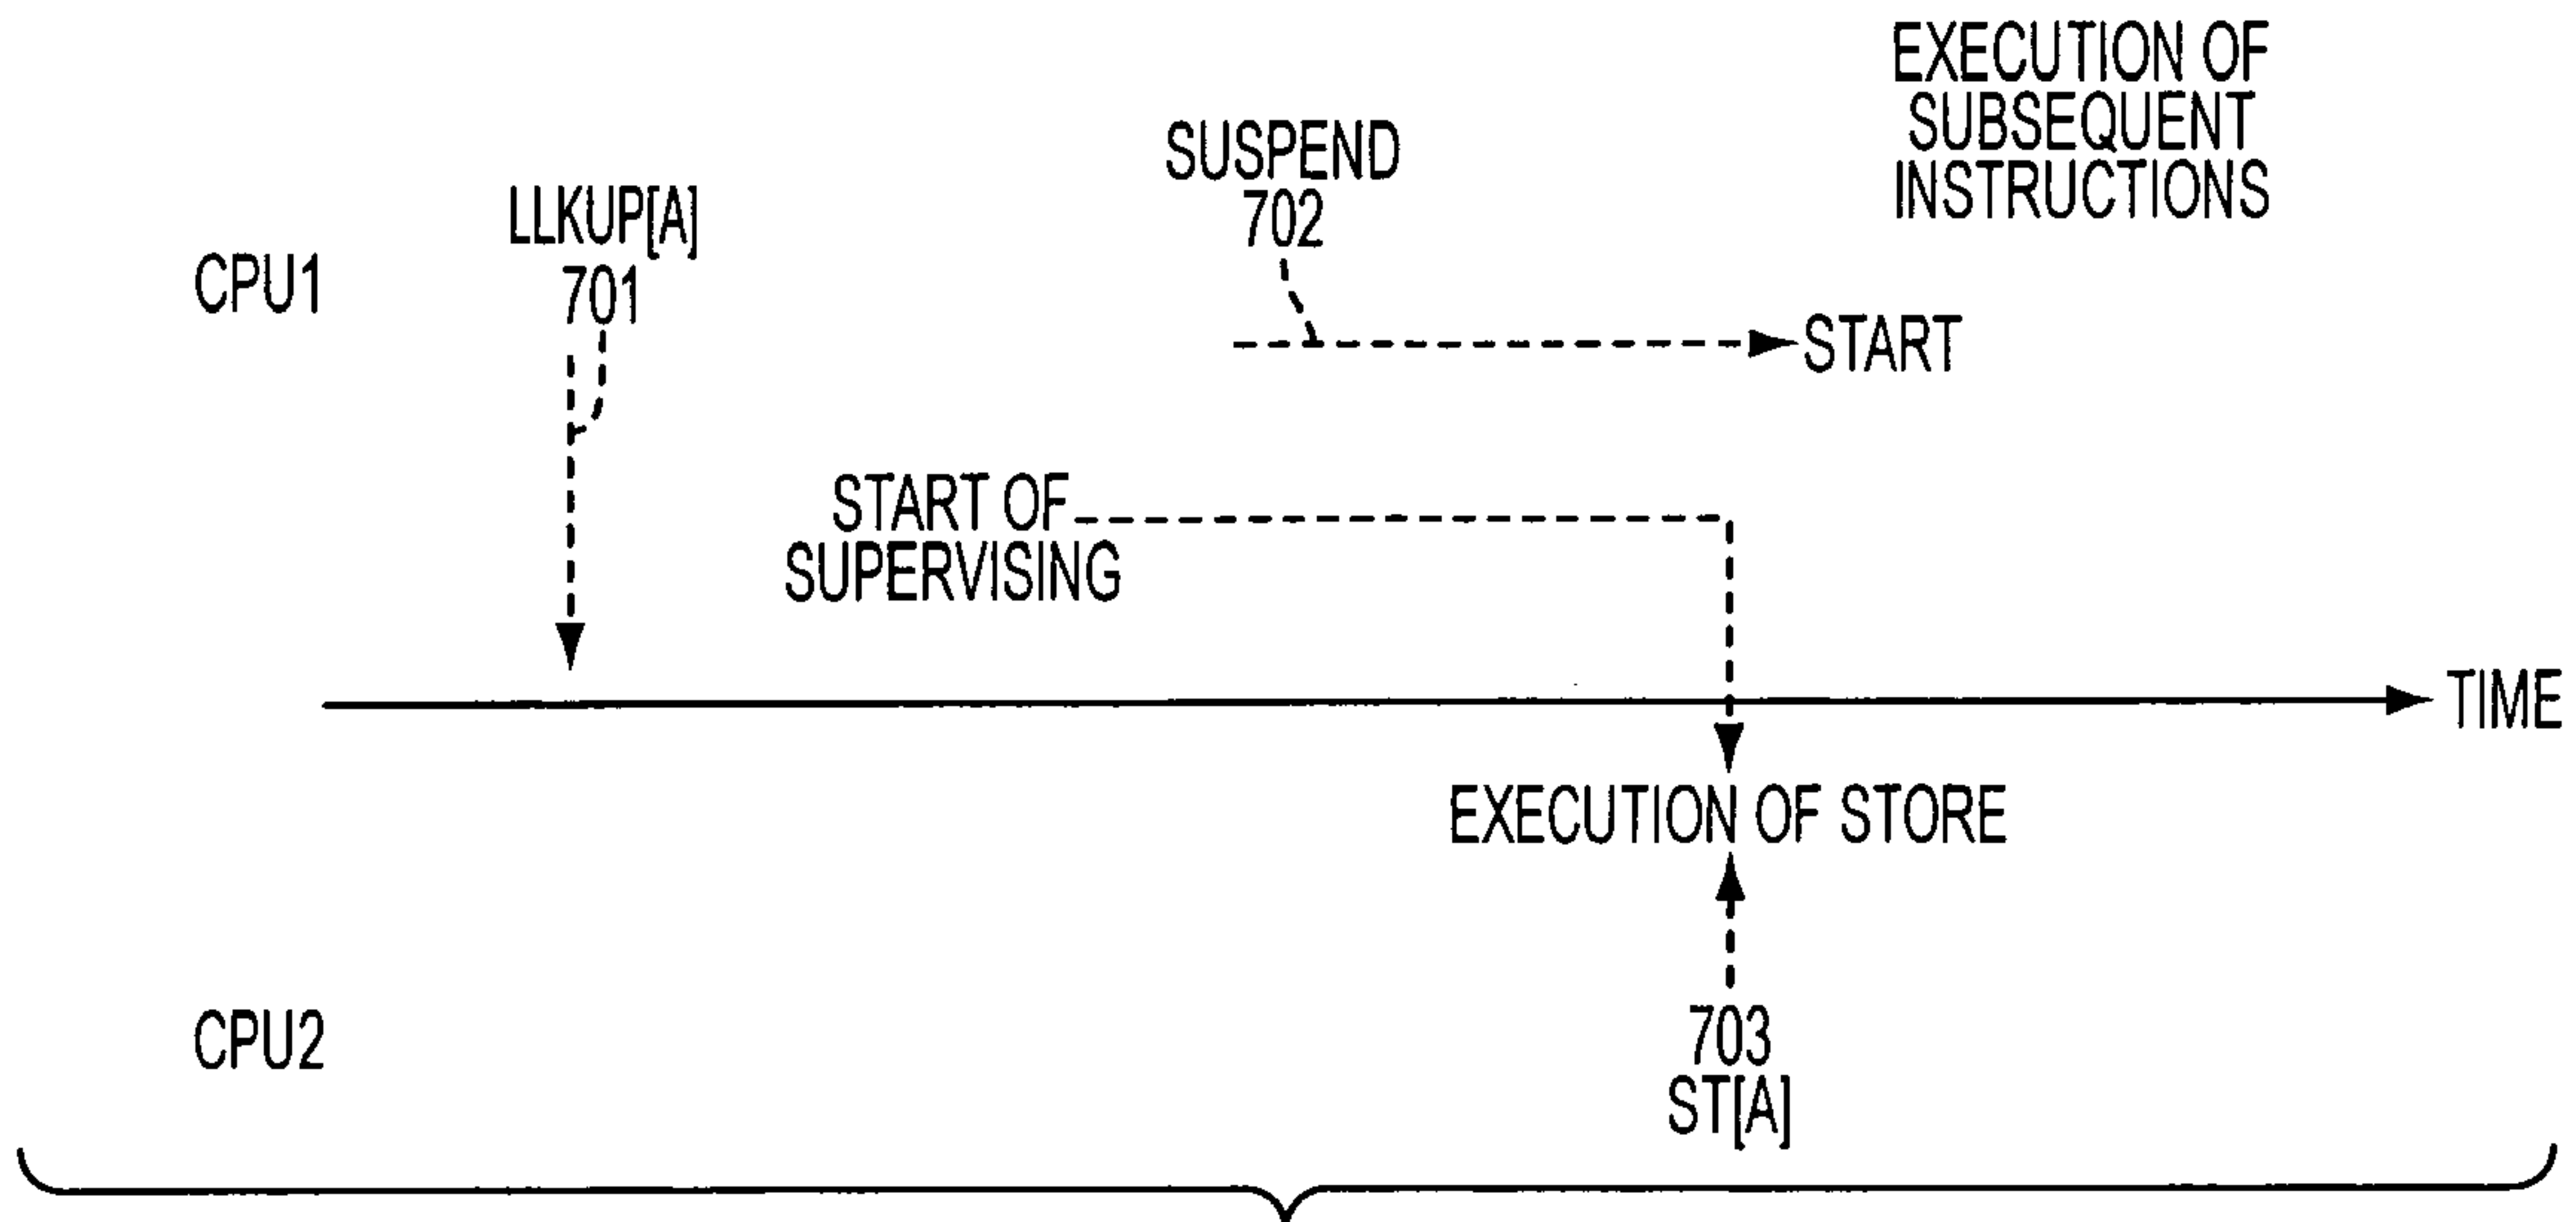 EXECUTION OF
SUBSEQUENT
INSTRUCTIONS
SUSPEND
702
LLKUP[A]
701
CPU1
START
START OF
SUPERVISING
TIME
EXECUTION OF STORE
CPU2
703
ST[A]